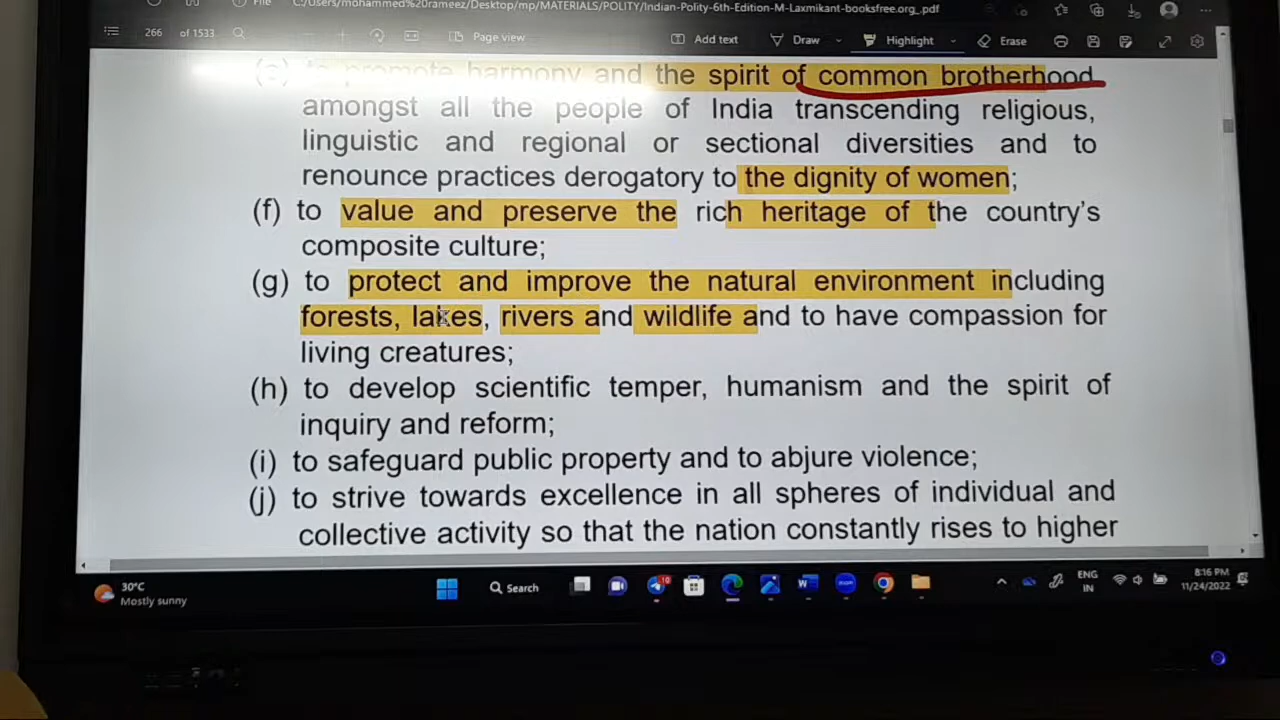 File C:/Users/mohammed%20rameez/Desktop/mp/MATERIALS/POLITY/Indian-Polity-6th-Edition-M-Laxmikant-booksfree.org_.pdf
266 of 1533 Page view Add text Draw Highlight Erase
to promote harmony and the spirit of common brotherhood
amongst all the people of India transcending religious,
linguistic and regional or sectional diversities and to
renounce practices derogatory to the dignity of women;
(f) to value and preserve the rich heritage of the country's
composite culture;
(g) to protect and improve the natural environment including
forests, lakes, rivers and wildlife and to have compassion for
living creatures;
(h) to develop scientific temper, humanism and the spirit of
inquiry and reform;
(i) to safeguard public property and to abjure violence;
(j) to strive towards excellence in all spheres of individual and
collective activity so that the nation constantly rises to higher
30°C
Mostly sunny
Search
10
zoom
ENG
IN
8:16 PM
11/24/2022